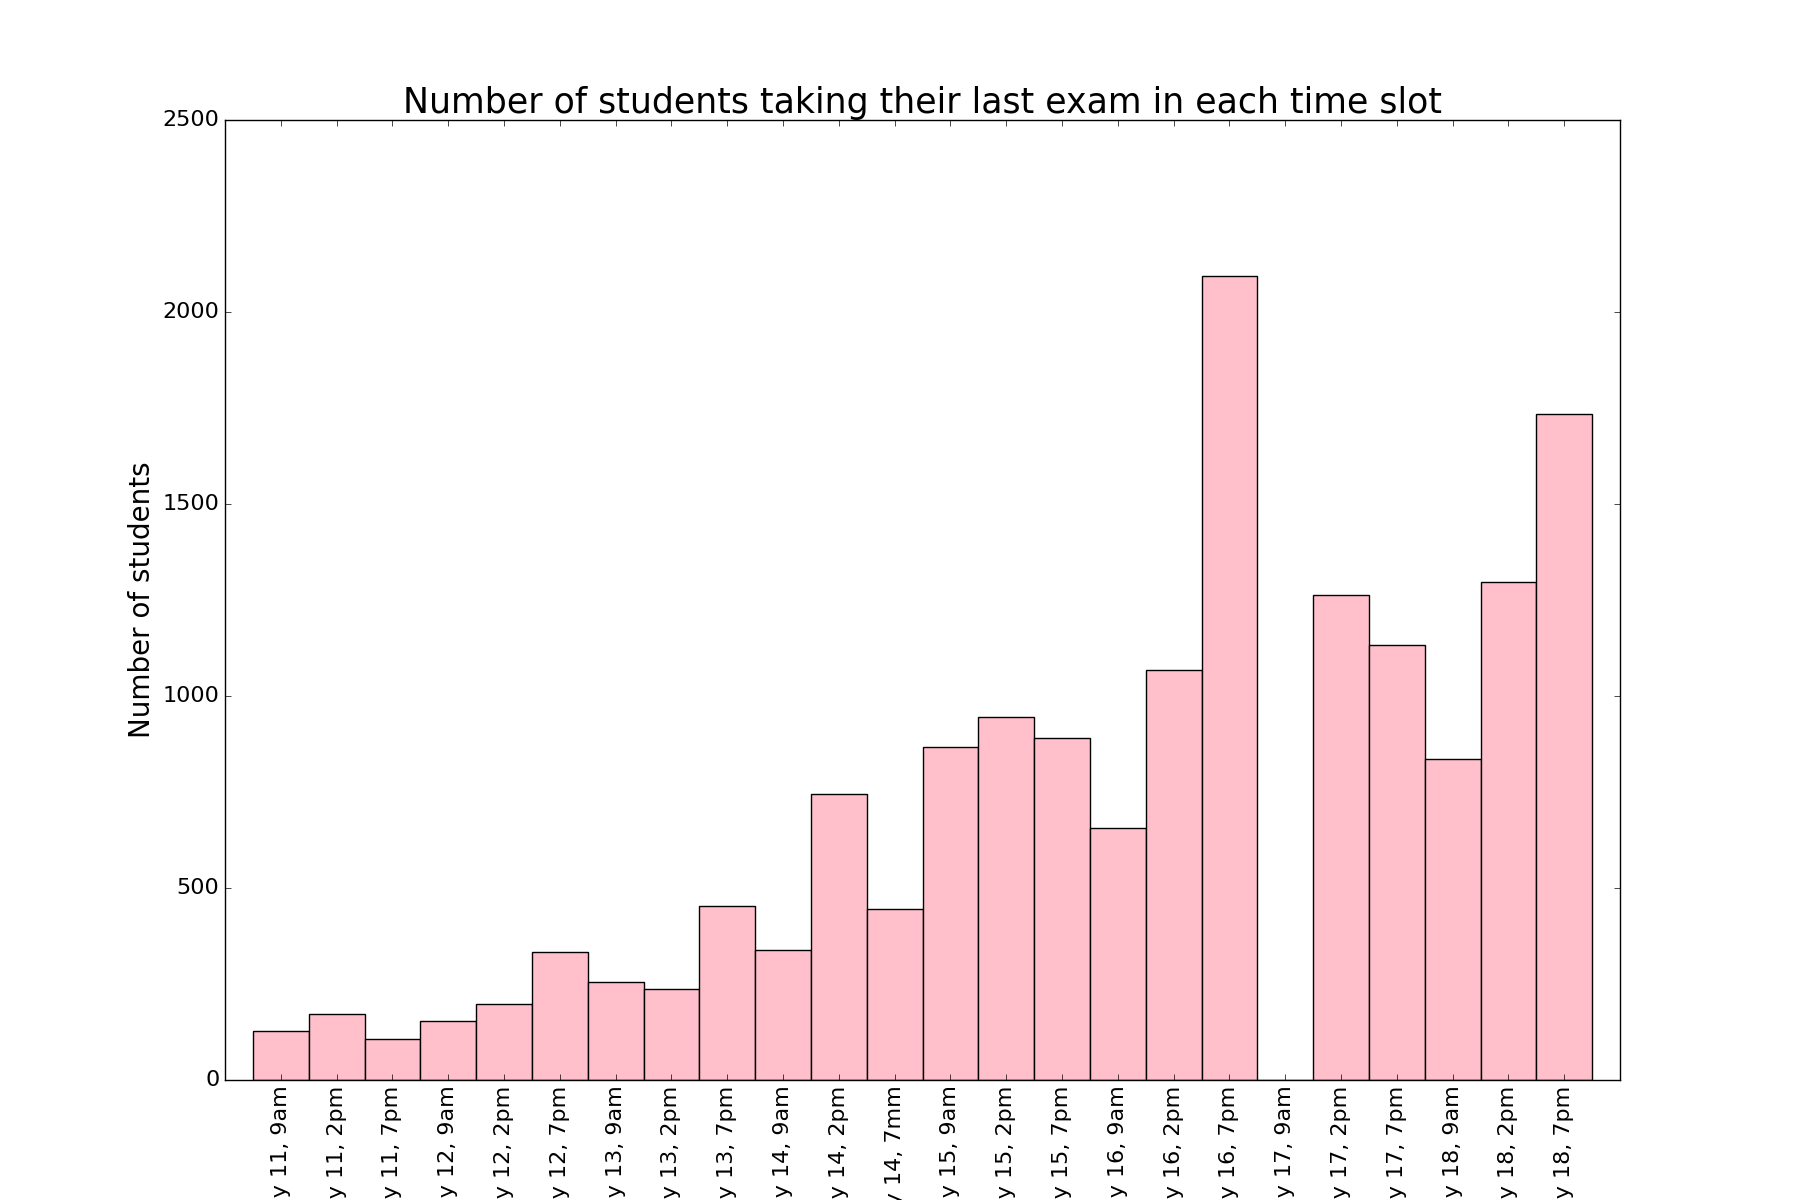 Number of students taking their last exam in each time slot
Number of students
2500
2000
1500
1000
500
0
y 11, 9am
y 11, 2pm
y 11, 7pm
y 12, 9am
y 12, 2pm
y 12, 7pm
y 13, 9am
y 13, 2pm
y 13, 7pm
y 14, 9am
y 14, 2pm
y 14, 7mm
y 15, 9am
y 15, 2pm
y 15, 7pm
y 16, 9am
y 16, 2pm
y 16, 7pm
y 17, 9am
y 17, 2pm
y 17, 7pm
y 18, 9am
y 18, 2pm
y 18, 7pm